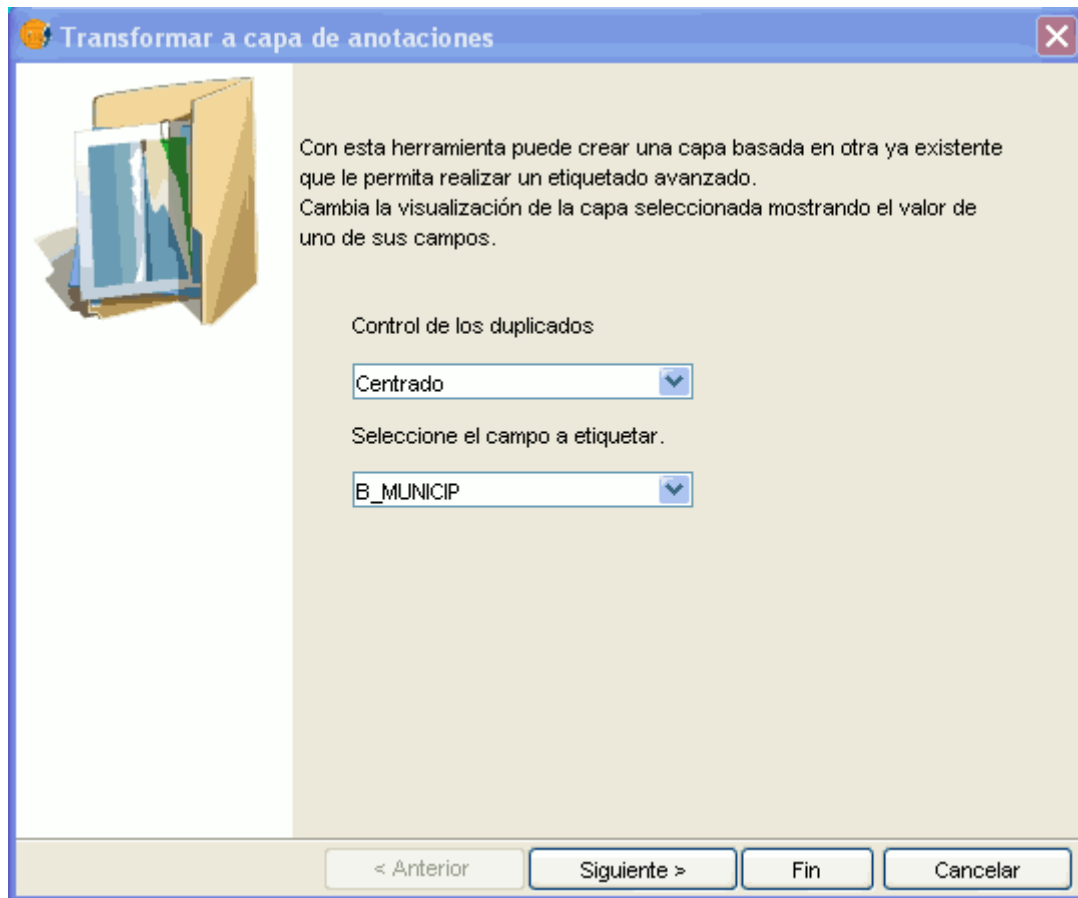 Transformar a capa de anotaciones
Con esta herramienta puede crear una capa basada en otra ya existente
que le permita realizar un etiquetado avanzado.
Cambia la visualización de la capa seleccionada mostrando el valor de
uno de sus campos.
Control de los duplicados
Centrado
Seleccione el campo a etiquetar.
B_MUNICIP
< Anterior
Siguiente >
Fin
Cancelar